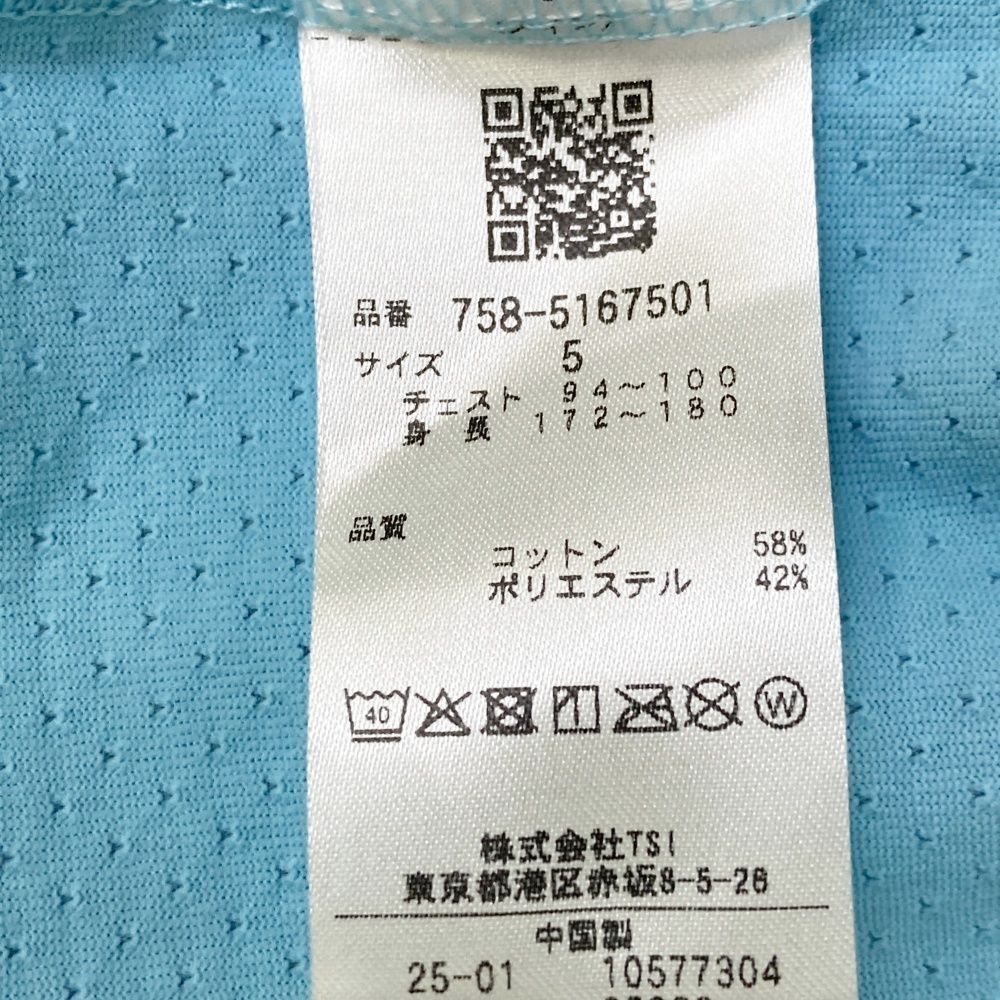 品番 758-5167501
サイズ 5
チェスト 94～100
身長 172～180
品質
コットン 58%
ポリエステル 42%
40
W
株式会社TSI
東京都港区赤坂8-5-28
中国製
25-01 10577304